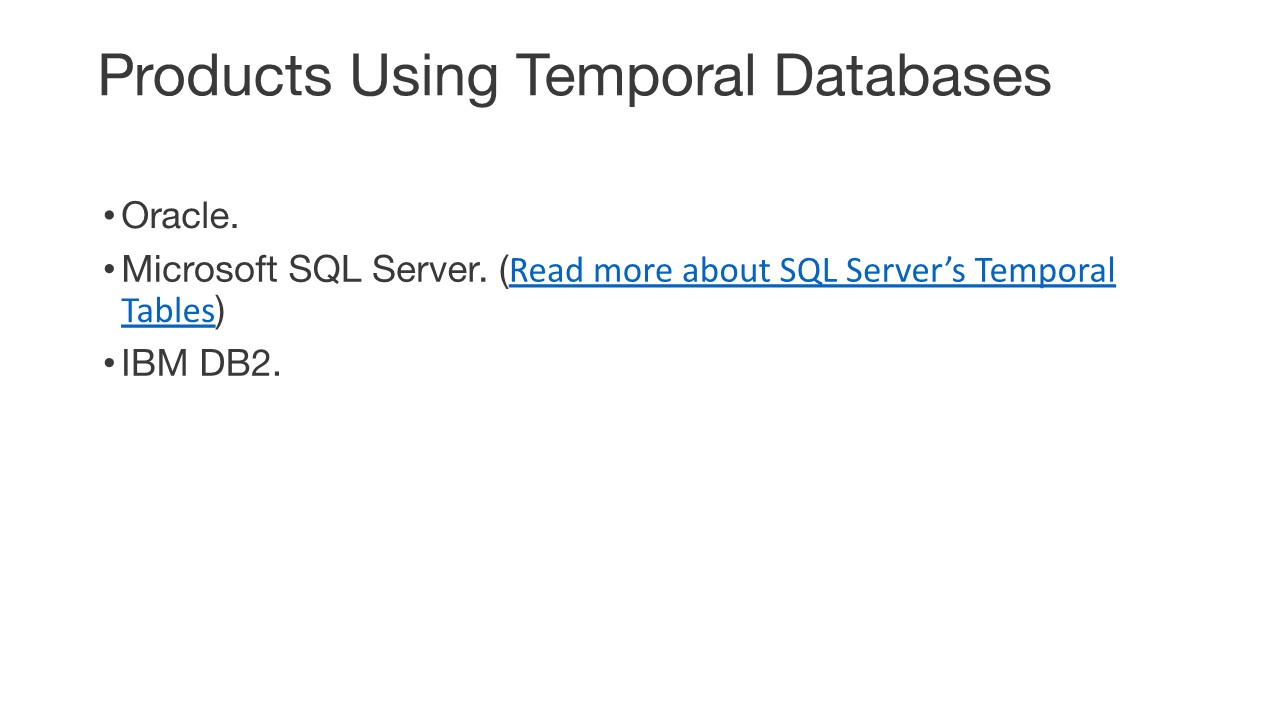 Products Using Temporal Databases
• Oracle.
• Microsoft SQL Server. (Read more about SQL Server’s Temporal
Tables)
• IBM DB2.